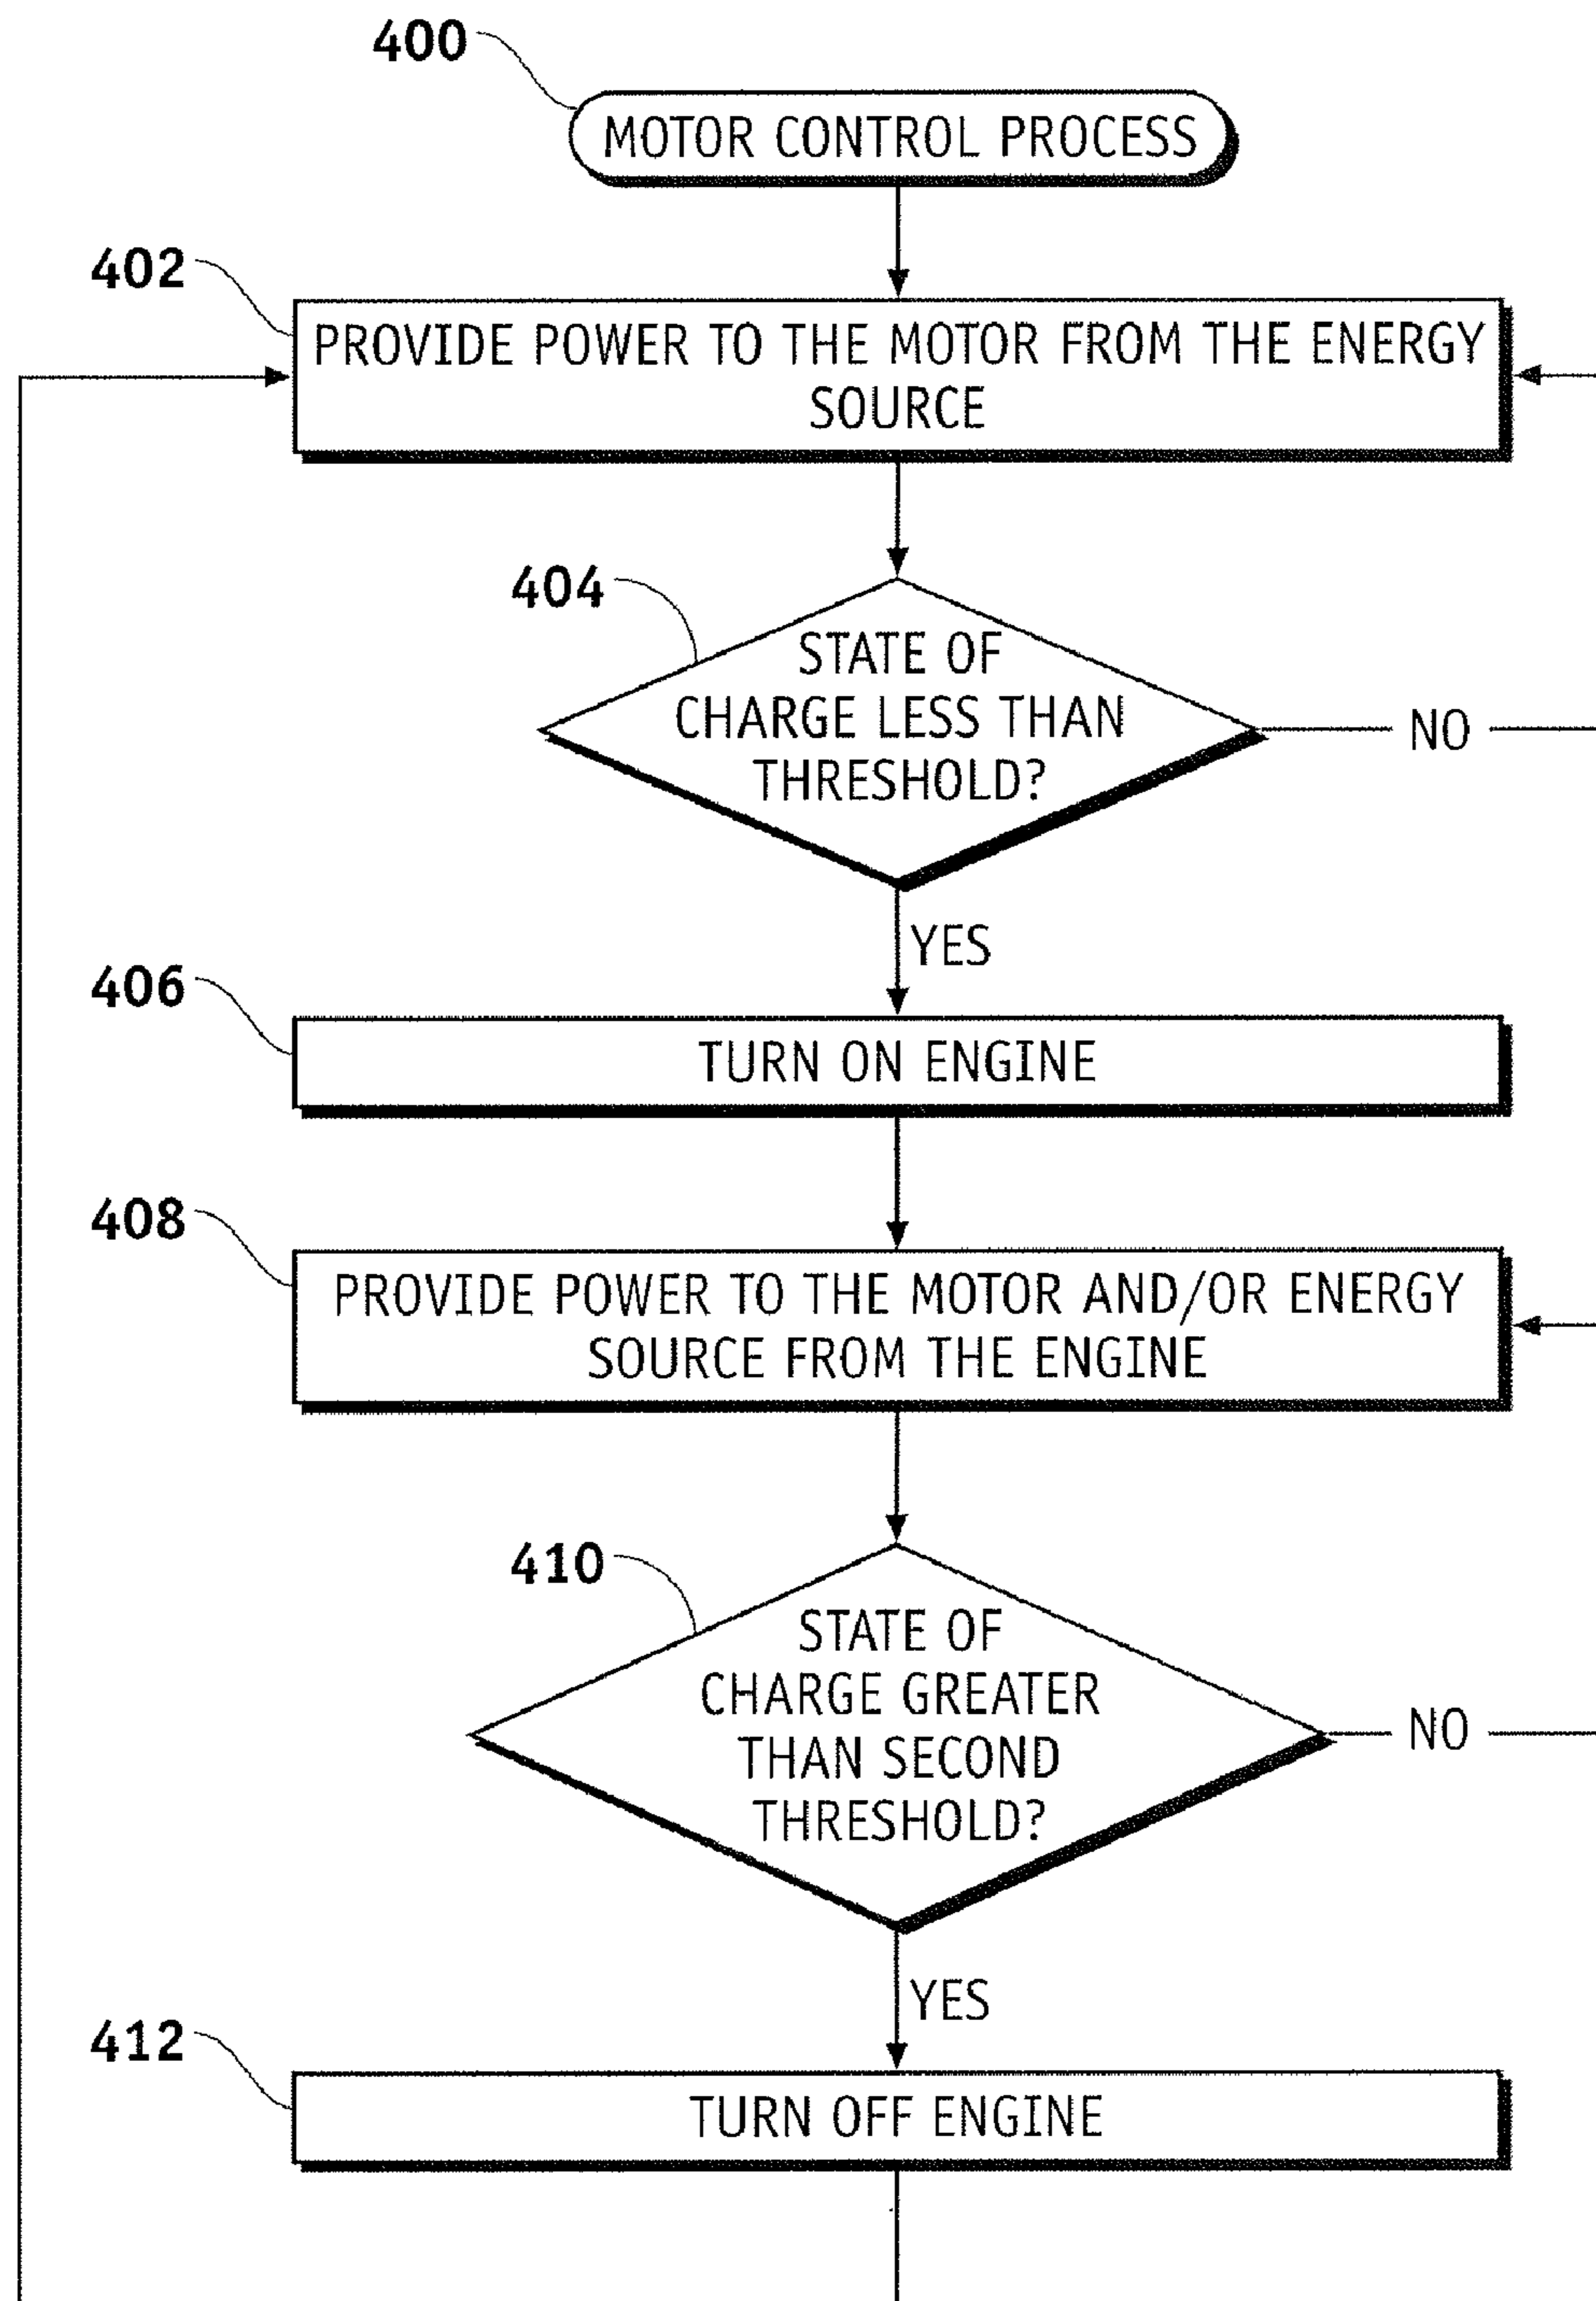 400
MOTOR CONTROL PROCESS
402
PROVIDE POWER TO THE MOTOR FROM THE ENERGY
SOURCE
404
STATE OF
CHARGE LESS THAN
THRESHOLD?
NO
YES
406
TURN ON ENGINE
408
PROVIDE POWER TO THE MOTOR AND/OR ENERGY
SOURCE FROM THE ENGINE
410
STATE OF
CHARGE GREATER
THAN SECOND
THRESHOLD?
NO
YES
412
TURN OFF ENGINE